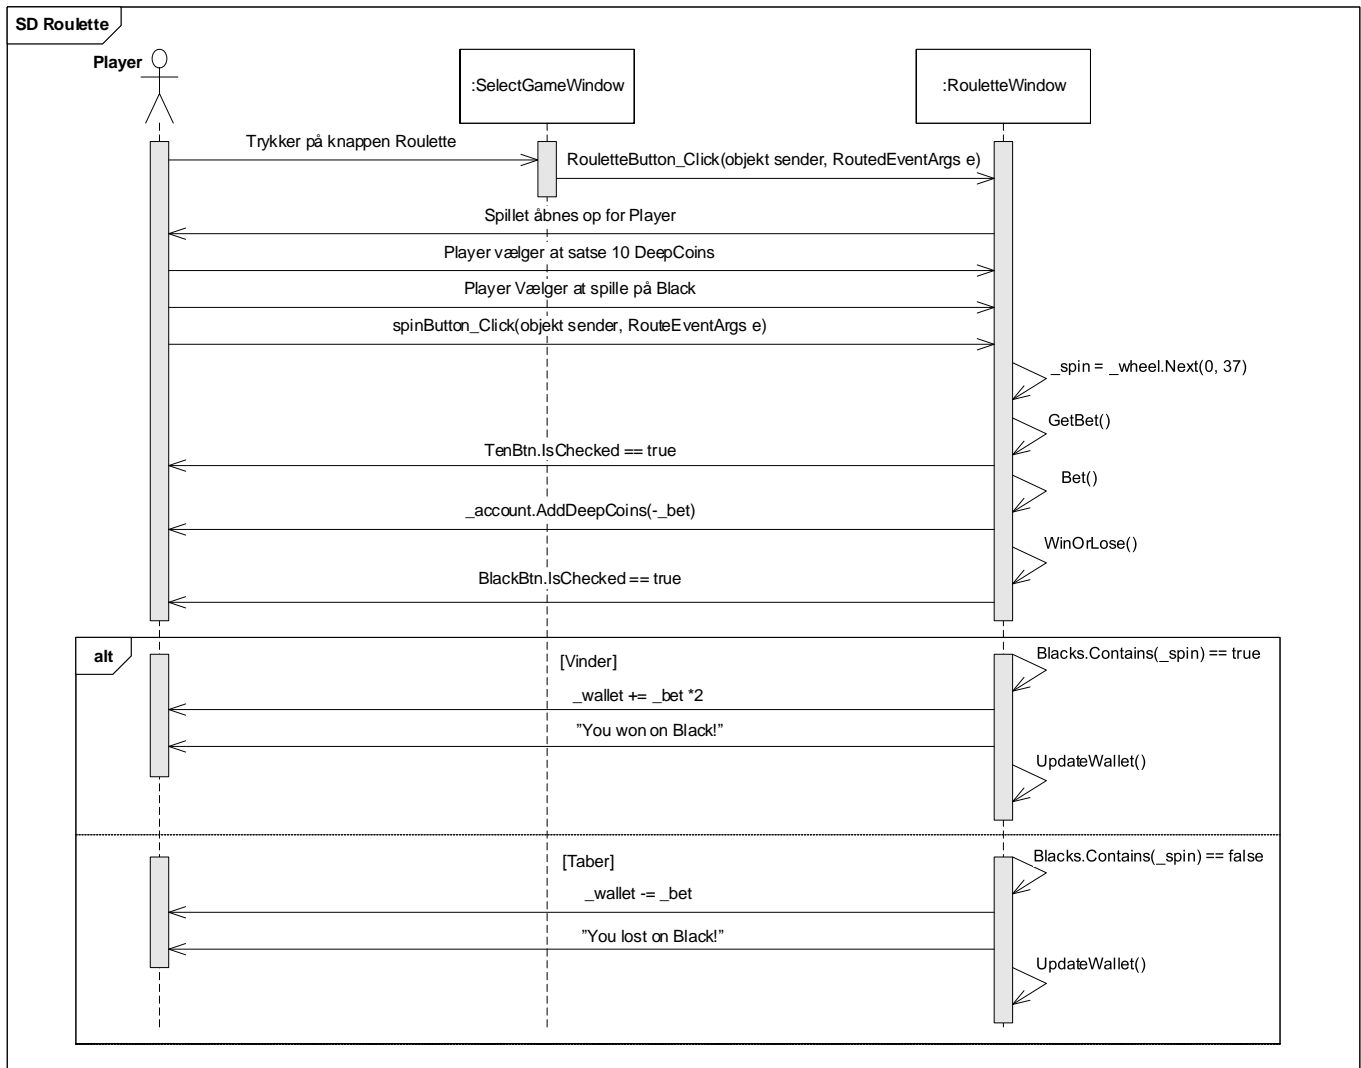 SD Roulette
Player
:SelectGameWindow
:RouletteWindow
Trykker på knappen Roulette
RouletteButton_Click(objekt sender, RoutedEventArgs e)
Spillet åbnes op for Player
Player vælger at satse 10 DeepCoins
Player Vælger at spille på Black
spinButton_Click(objekt sender, RouteEventArgs e)
_spin = _wheel.Next(0, 37)
GetBet()
TenBtn.IsChecked == true
Bet()
_account.AddDeepCoins(-_bet)
WinOrLose()
BlackBtn.IsChecked == true
alt
[Vinder]
Blacks.Contains(_spin) == true
_wallet += _bet *2
”You won on Black!”
UpdateWallet()
[Taber]
Blacks.Contains(_spin) == false
_wallet -= _bet
”You lost on Black!”
UpdateWallet()